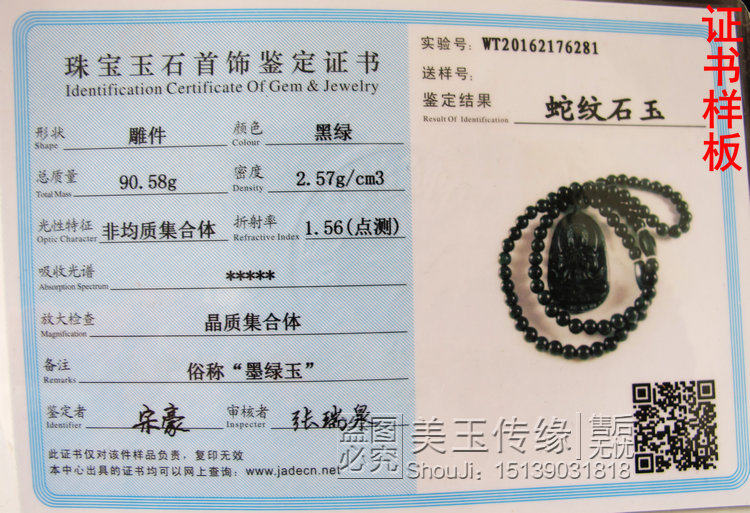 证书样板
珠宝玉石首饰鉴定证书
Identification Certificate Of Gem & Jewelry
形状 雕件 颜色 黑绿
Shape Colour
总质量 90.58g 密度 2.57g/cm3
Total Mass Density
光性特征 非均质集合体 折射率 1.56(点测)
Optic Character Refractive Index
吸收光谱 *****
Absorption Spectrum
放大检查 晶质集合体
Magnification
备注 俗称“墨绿玉”
Remarks
鉴定者 宋豪 审核者 张瑞
Identifier Inspecter
此证书仅对该件样品负责，复印无效
本中心出具的证书均可以网上查询：www.jadecn.net
实验号：WT20162176281
送样号：
鉴定结果 蛇纹石玉
Result Of Identification
盗图必究 美玉传缘 售后无忧
ShouJi: 15139031818